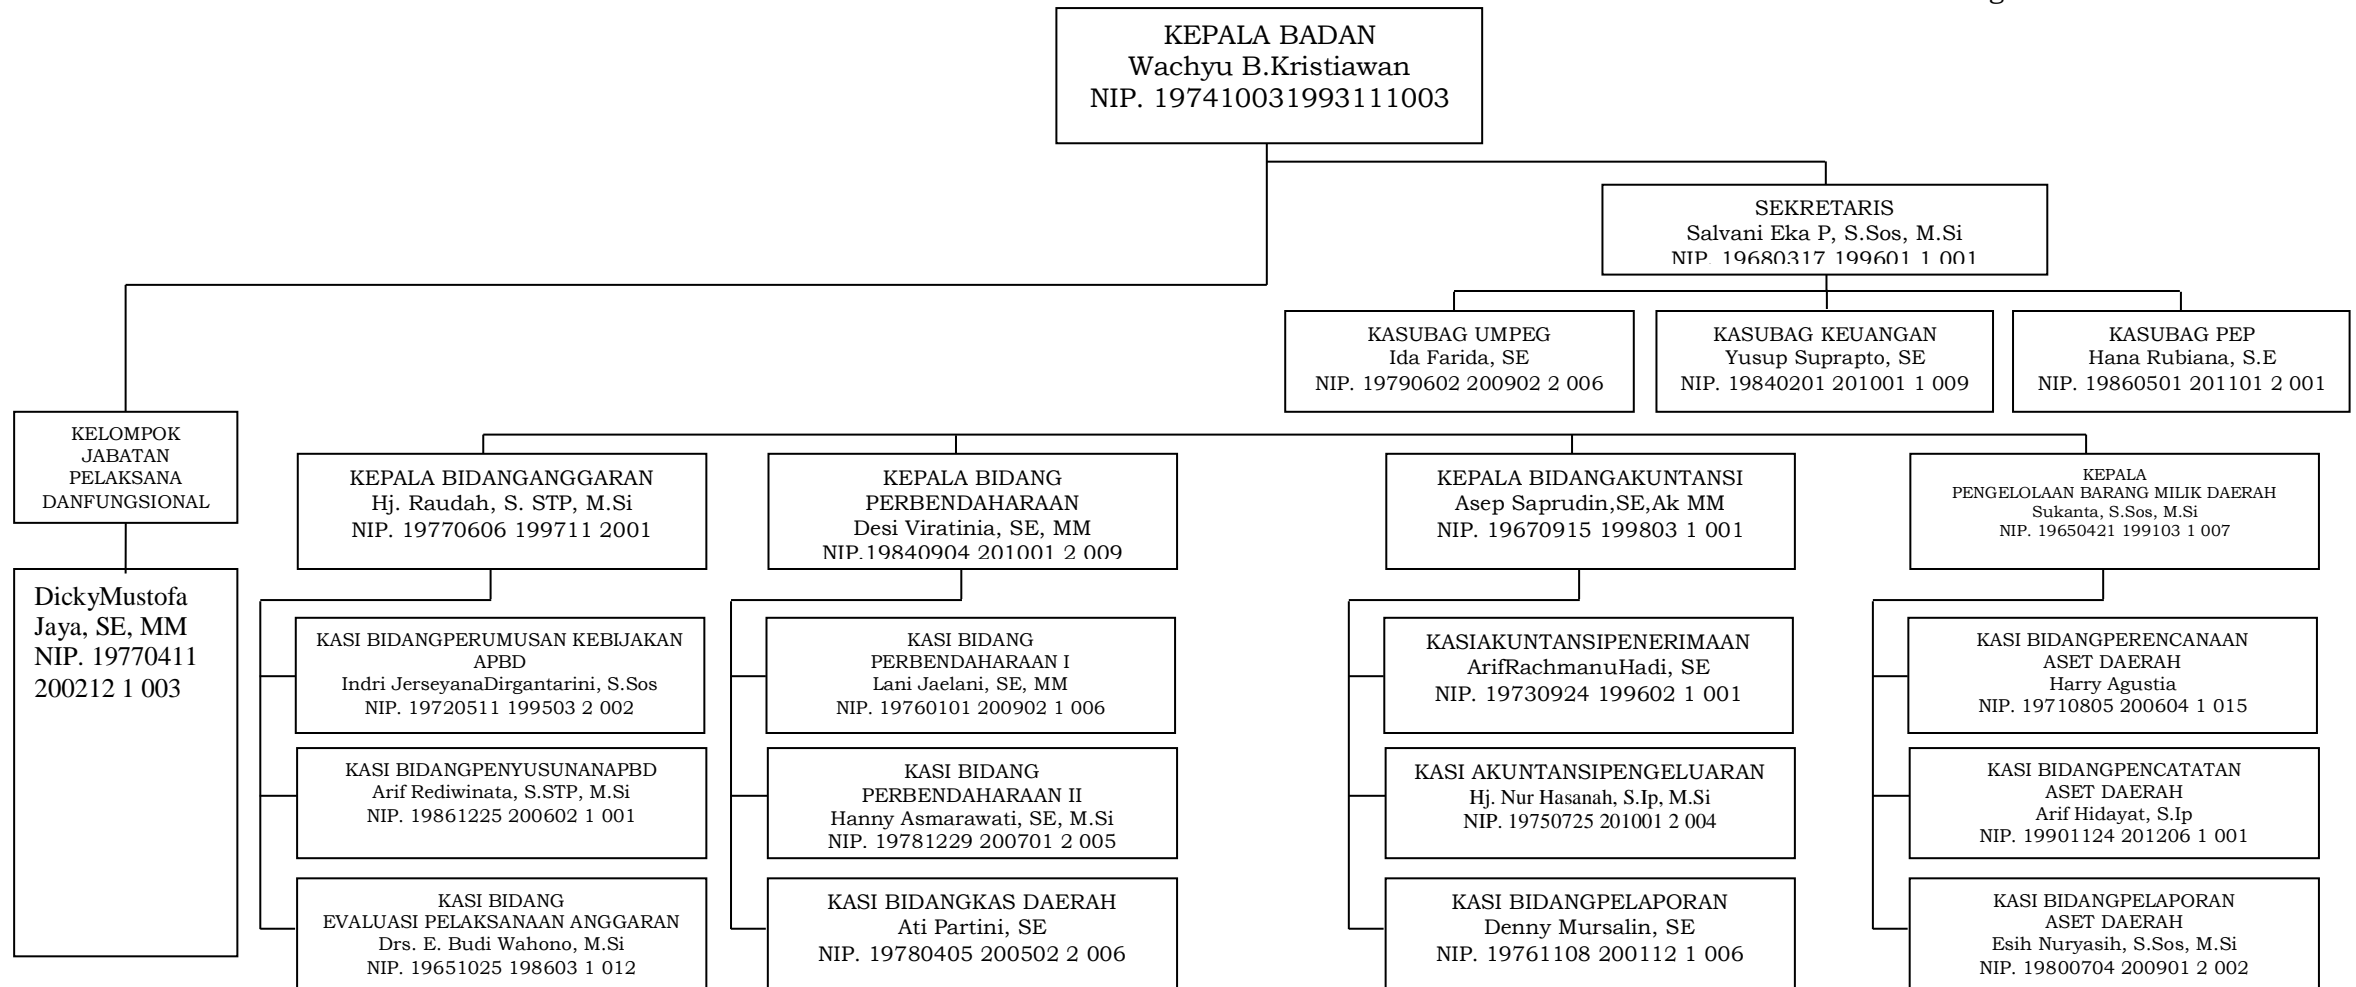 g
KEPALA BADAN
Wachyu B.Kristiawan
NIP. 197410031993111003
SEKRETARIS
Salvani Eka P, S.Sos, M.Si
NIP. 19680317 199601 1 001
KASUBAG UMPEG
Ida Farida, SE
NIP. 19790602 200902 2 006
KASUBAG KEUANGAN
Yusup Suprapto, SE
NIP. 19840201 201001 1 009
KASUBAG PEP
Hana Rubiana, S.E
NIP. 19860501 201101 2 001
KELOMPOK
JABATAN
PELAKSANA
DANFUNGSIONAL
DickyMustofa
Jaya, SE, MM
NIP. 19770411
200212 1 003
KEPALA BIDANGANGGARAN
Hj. Raudah, S. STP, M.Si
NIP. 19770606 199711 2001
KASI BIDANGPERUMUSAN KEBIJAKAN
APBD
Indri JerseyanaDirgantarini, S.Sos
NIP. 19720511 199503 2 002
KASI BIDANGPENYUSUNANAPBD
Arif Rediwinata, S.STP, M.Si
NIP. 19861225 200602 1 001
KASI BIDANG
EVALUASI PELAKSANAAN ANGGARAN
Drs. E. Budi Wahono, M.Si
NIP. 19651025 198603 1 012
KEPALA BIDANG
PERBENDAHARAAN
Desi Viratinia, SE, MM
NIP.19840904 201001 2 009
KASI BIDANG
PERBENDAHARAAN I
Lani Jaelani, SE, MM
NIP. 19760101 200902 1 006
KASI BIDANG
PERBENDAHARAAN II
Hanny Asmarawati, SE, M.Si
NIP. 19781229 200701 2 005
KASI BIDANGKAS DAERAH
Ati Partini, SE
NIP. 19780405 200502 2 006
KEPALA BIDANGAKUNTANSI
Asep Saprudin,SE,Ak MM
NIP. 19670915 199803 1 001
KASIAKUNTANSIPENERIMAAN
ArifRachmanuHadi, SE
NIP. 19730924 199602 1 001
KASI AKUNTANSIPENGELUARAN
Hj. Nur Hasanah, S.Ip, M.Si
NIP. 19750725 201001 2 004
KASI BIDANGPELAPORAN
Denny Mursalin, SE
NIP. 19761108 200112 1 006
KEPALA
PENGELOLAAN BARANG MILIK DAERAH
Sukanta, S.Sos, M.Si
NIP. 19650421 199103 1 007
KASI BIDANGPERENCANAAN
ASET DAERAH
Harry Agustia
NIP. 19710805 200604 1 015
KASI BIDANGPENCATATAN
ASET DAERAH
Arif Hidayat, S.Ip
NIP. 19901124 201206 1 001
KASI BIDANGPELAPORAN
ASET DAERAH
Esih Nuryasih, S.Sos, M.Si
NIP. 19800704 200901 2 002